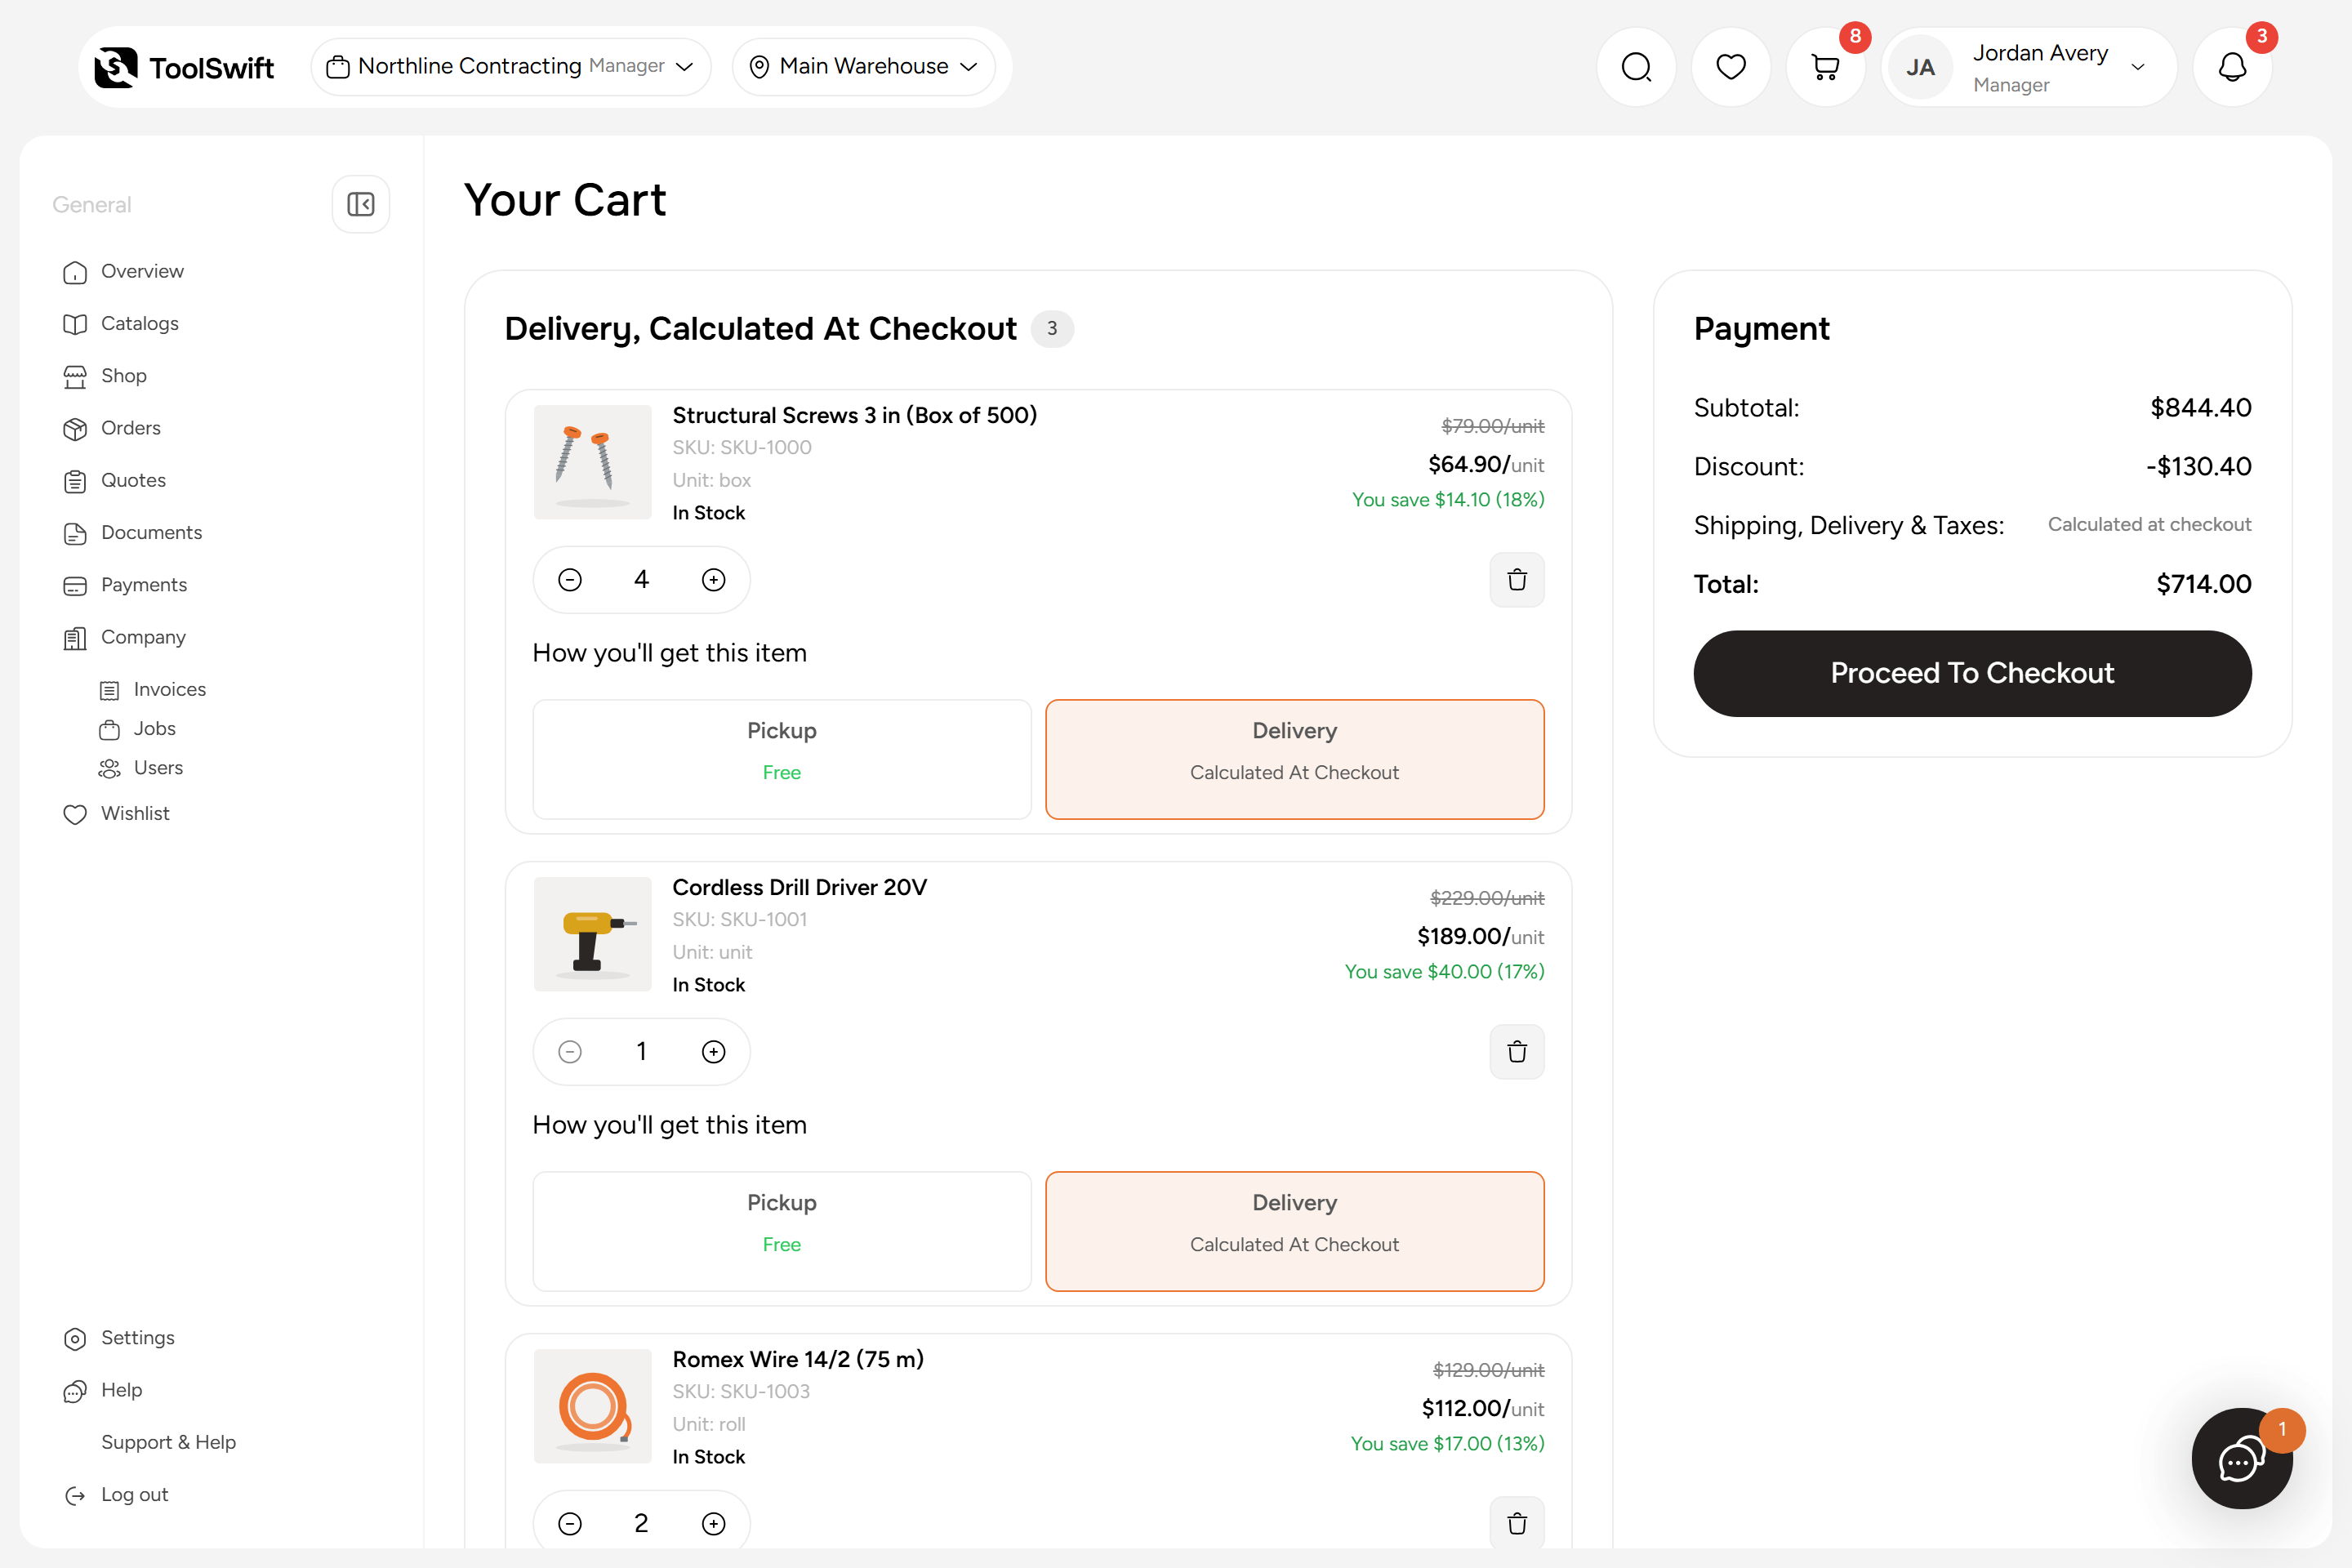 ToolSwift
Northline Contracting Manager
Main Warehouse
8
JA
Jordan Avery
Manager
3
General
Overview
Catalogs
Shop
Orders
Quotes
Documents
Payments
Company
Invoices
Jobs
Users
Wishlist
Settings
Help
Support & Help
Log out
Your Cart
Delivery, Calculated At Checkout 3
Structural Screws 3 in (Box of 500)
SKU: SKU-1000
Unit: box
In Stock
$79.00/unit
$64.90/unit
You save $14.10 (18%)
4
How you'll get this item
Pickup
Free
Delivery
Calculated At Checkout
Cordless Drill Driver 20V
SKU: SKU-1001
Unit: unit
In Stock
$229.00/unit
$189.00/unit
You save $40.00 (17%)
1
How you'll get this item
Pickup
Free
Delivery
Calculated At Checkout
Romex Wire 14/2 (75 m)
SKU: SKU-1003
Unit: roll
In Stock
$129.00/unit
$112.00/unit
You save $17.00 (13%)
2
Payment
Subtotal: $844.40
Discount: -$130.40
Shipping, Delivery & Taxes: Calculated at checkout
Total: $714.00
Proceed To Checkout
1